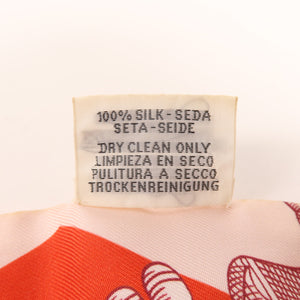 100% SILK-SEDA
SETA-SEIDE
DRY CLEAN ONLY
LIMPIEZA EN SECO
PULITURA A SECCO
TROCKENREINIGUNG